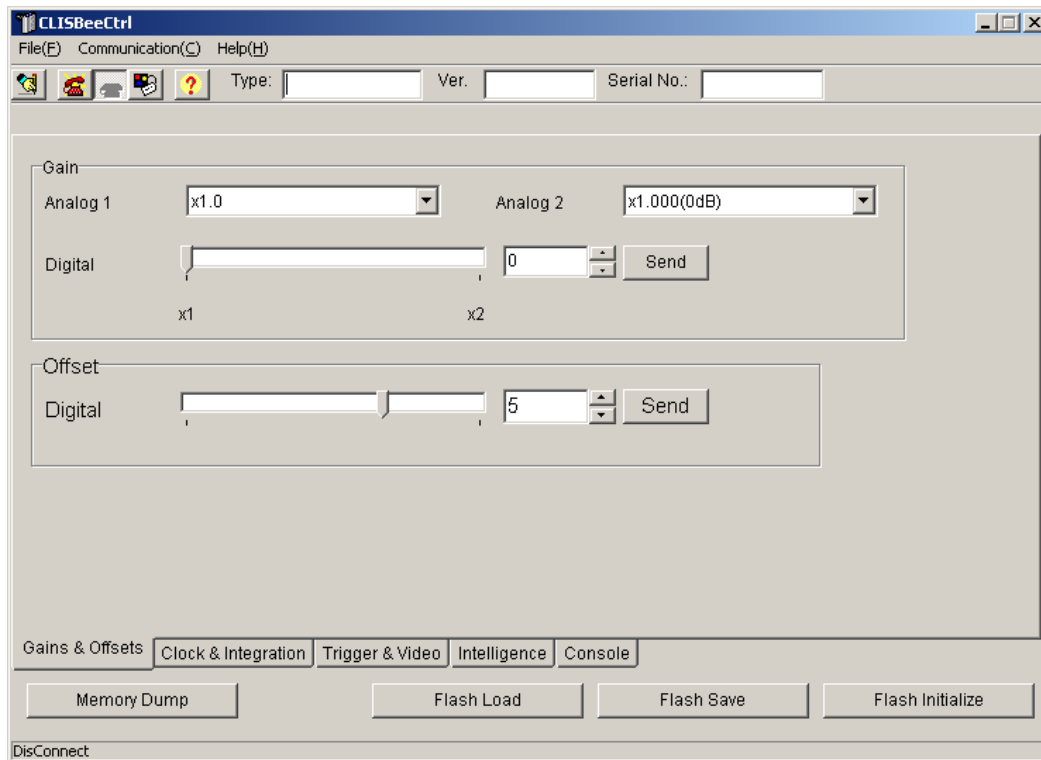 CLISBeeCtrl
File(F) Communication(C) Help(H)
Type: Ver. Serial No.:
Gain
Analog 1 x1.0 Analog 2 x1.000(0dB)
Digital 0 Send
x1 x2
Offset
Digital 5 Send
Gains & Offsets Clock & Integration Trigger & Video Intelligence Console
Memory Dump Flash Load Flash Save Flash Initialize
DisConnect